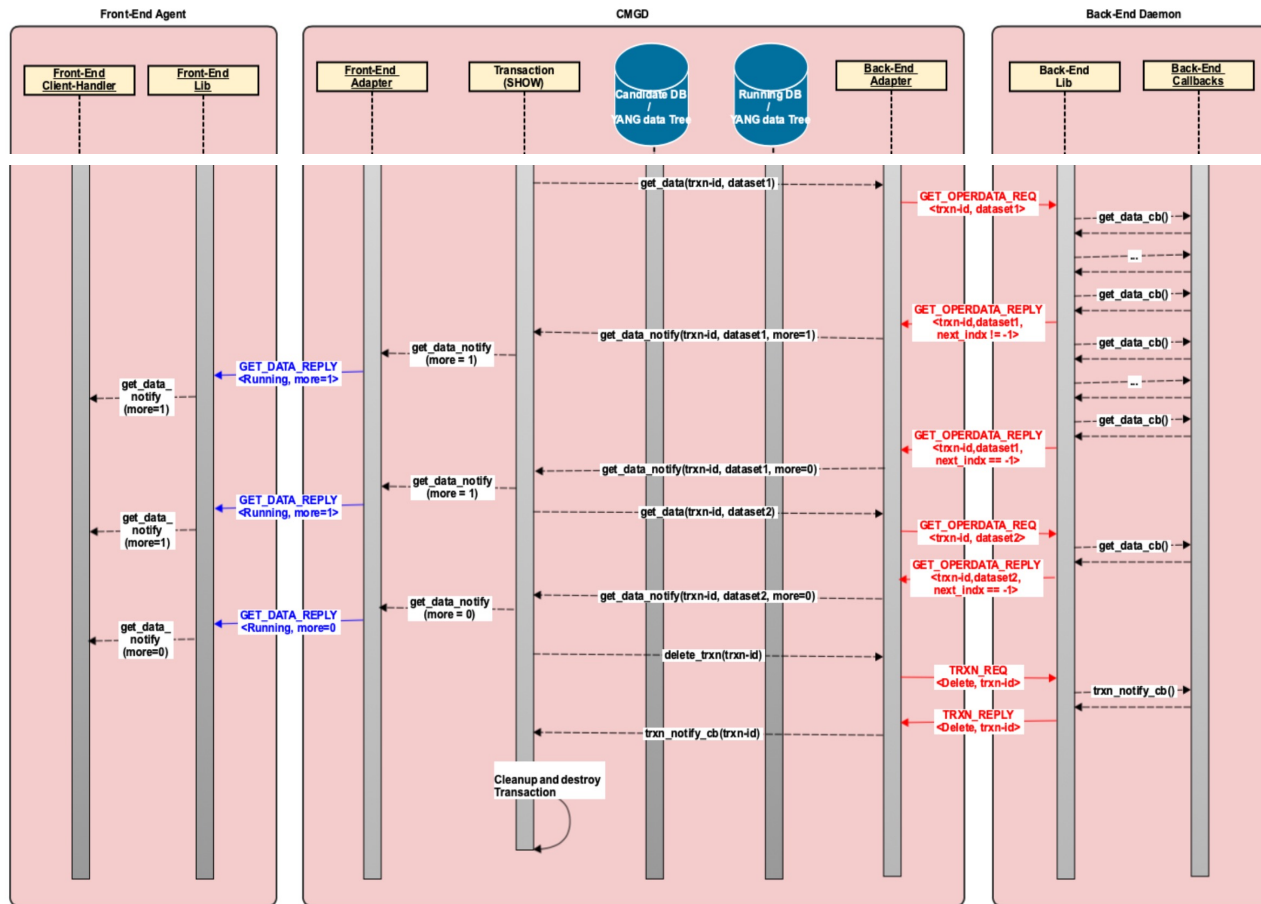 Front-End Agent
CMGD
Back-End Daemon
Front-End
Client-Handler
Front-End
Lib
Front-End
Adapter
Transaction
(SHOW)
Candidate DB
/
YANG data Tree
Running DB
/
YANG data Tree
Back-End
Adapter
Back-End
Lib
Back-End
Callbacks
get_data(trxn-id, dataset1)
GET_OPERDATA_REQ
<trxn-id, dataset1>
get_data_cb()
...
get_data_cb()
GET_OPERDATA_REPLY
<trxn-id,dataset1,
next_indx != -1>
get_data_notify(trxn-id, dataset1, more=1)
get_data_cb()
get_data_notify
(more = 1)
GET_DATA_REPLY
<Running, more=1>
get_data_
notify
(more=1)
...
get_data_cb()
GET_OPERDATA_REPLY
<trxn-id,dataset1,
next_indx == -1>
get_data_notify(trxn-id, dataset1, more=0)
get_data_notify
(more = 1)
GET_DATA_REPLY
<Running, more=1>
get_data_
notify
(more=1)
get_data(trxn-id, dataset2)
GET_OPERDATA_REQ
<trxn-id, dataset2>
get_data_cb()
GET_OPERDATA_REPLY
<trxn-id,dataset2,
next_indx == -1>
get_data_notify(trxn-id, dataset2, more=0)
get_data_notify
(more = 0)
GET_DATA_REPLY
<Running, more=0
get_data_
notify
(more=0)
delete_trxn(trxn-id)
TRXN_REQ
<Delete, trxn-id>
trxn_notify_cb()
TRXN_REPLY
<Delete, trxn-id>
trxn_notify_cb(trxn-id)
Cleanup and destroy
Transaction